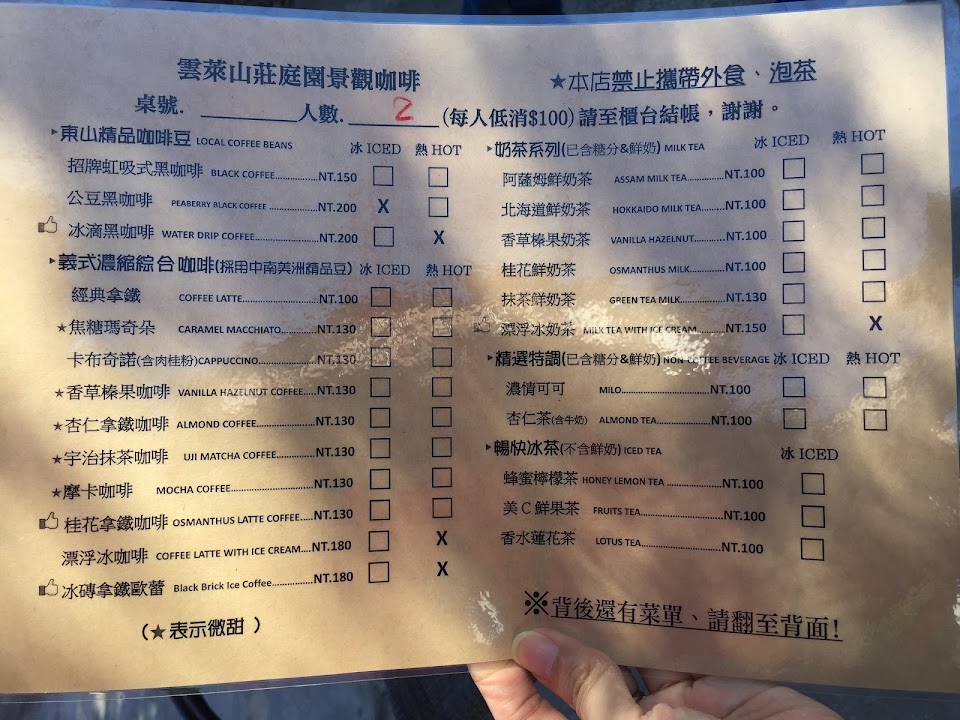 雲萊山莊庭園景觀咖啡
★本店禁止攜帶外食、泡茶
桌號. ________人數. 2 (每人低消$100)請至櫃台結帳，謝謝。
▸東山精品咖啡豆 LOCAL COFFEE BEANS 冰 ICED 熱 HOT
招牌虹吸式黑咖啡 BLACK COFFEE................NT.150 □ □
公豆黑咖啡 PEABERRY BLACK COFFEE ................NT.200 X □
冰滴黑咖啡 WATER DRIP COFFEE................NT.200 □ X
▸義式濃縮綜合咖啡(採用中南美洲精品豆) 冰 ICED 熱 HOT
經典拿鐵 COFFEE LATTE................NT.100 □ □
★焦糖瑪奇朵 CARAMEL MACCHIATO................NT.130 □ □
卡布奇諾(含肉桂粉)CAPPUCCINO................NT.130 □ □
★香草榛果咖啡 VANILLA HAZELNUT COFFEE....NT.130 □ □
★杏仁拿鐵咖啡 ALMOND COFFEE................NT.130 □ □
★宇治抹茶咖啡 UJI MATCHA COFFEE................NT.130 □ □
★摩卡咖啡 MOCHA COFFEE................NT.130 □ □
桂花拿鐵咖啡 OSMANTHUS LATTE COFFEE.....NT.130 □ □
漂浮冰咖啡 COFFEE LATTE WITH ICE CREAM....NT.180 □ X
冰磚拿鐵歐蕾 Black Brick Ice Coffee................NT.180 □ X
(★表示微甜 )
▸奶茶系列(已含糖分&鮮奶) MILK TEA 冰 ICED 熱 HOT
阿薩姆鮮奶茶 ASSAM MILK TEA................NT.100 □ □
北海道鮮奶茶 HOKKAIDO MILK TEA................NT.100 □ □
香草榛果奶茶 VANILLA HAZELNUT................NT.100 □ □
桂花鮮奶茶 OSMANTHUS MILK................NT.100 □ □
抹茶鮮奶茶 GREEN TEA MILK................NT.130 □ □
漂浮冰奶茶 MILK TEA WITH ICE CREAM................NT.150 □ X
▸精選特調(已含糖分&鮮奶) NON-COFFEE BEVERAGE 冰 ICED 熱 HOT
濃情可可 MILO................NT.100 □ □
杏仁茶(含牛奶) ALMOND TEA................NT.100 □ □
▸暢快冰茶(不含鮮奶) ICED TEA 冰 ICED
蜂蜜檸檬茶 HONEY LEMON TEA ................NT.100 □
美C鮮果茶 FRUITS TEA................NT.100 □
香水蓮花茶 LOTUS TEA................NT.100 □
※背後還有菜單、請翻至背面!